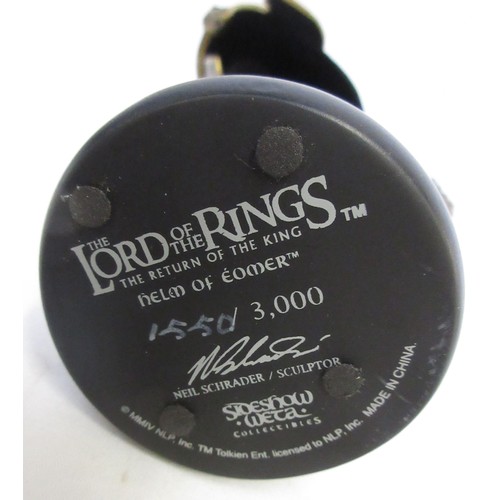 THE LORD OF THE RINGS™
THE RETURN OF THE KING
HELM OF ÉOMER™
1550/ 3,000
NEIL SCHRADER / SCULPTOR
SIDESHOW
WETA
COLLECTIBLES
© MMIV NLP, Inc. TM Tolkien Ent. licensed to NLP, Inc. MADE IN CHINA.